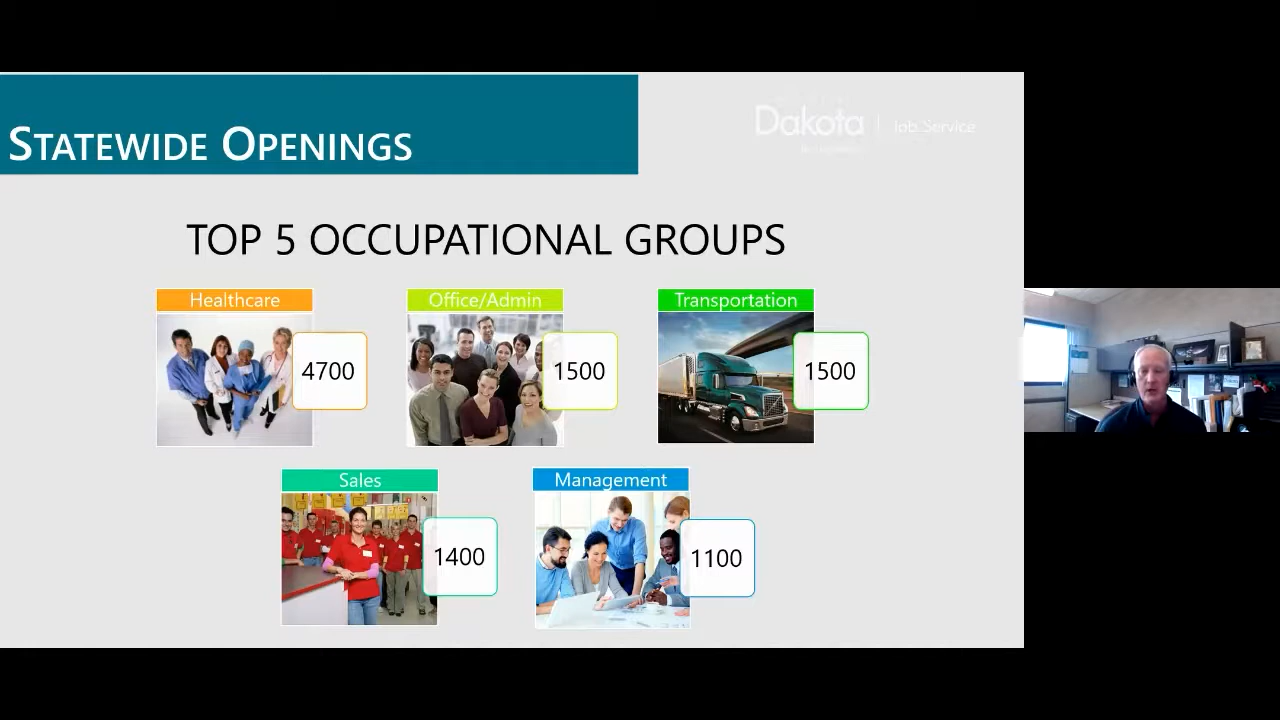 STATEWIDE OPENINGS
Dakota | Job Service
TOP 5 OCCUPATIONAL GROUPS
Healthcare
Office/Admin
Transportation
4700
1500
1500
Sales
Management
1400
1100